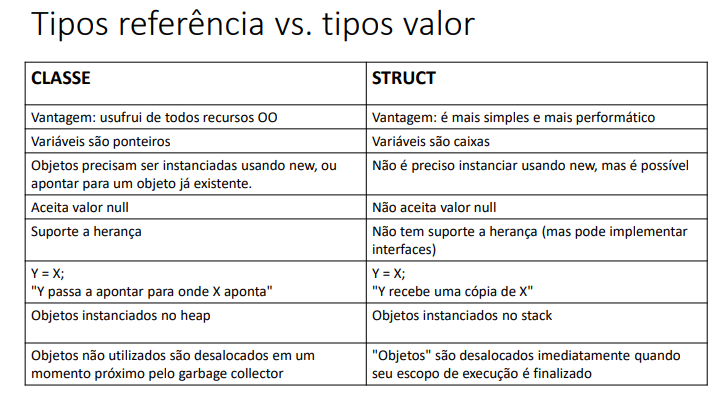 Tipos referência vs. tipos valor
CLASSE
STRUCT
Vantagem: usufrui de todos recursos OO
Vantagem: é mais simples e mais performático
Variáveis são ponteiros
Variáveis são caixas
Objetos precisam ser instanciadas usando new, ou
apontar para um objeto já existente.
Não é preciso instanciar usando new, mas é possível
Aceita valor null
Não aceita valor null
Suporte a herança
Não tem suporte a herança (mas pode implementar
interfaces)
Y = X;
"Y passa a apontar para onde X aponta"
Y = X;
"Y recebe uma cópia de X"
Objetos instanciados no heap
Objetos instanciados no stack
Objetos não utilizados são desalocados em um
momento próximo pelo garbage collector
"Objetos" são desalocados imediatamente quando
seu escopo de execução é finalizado